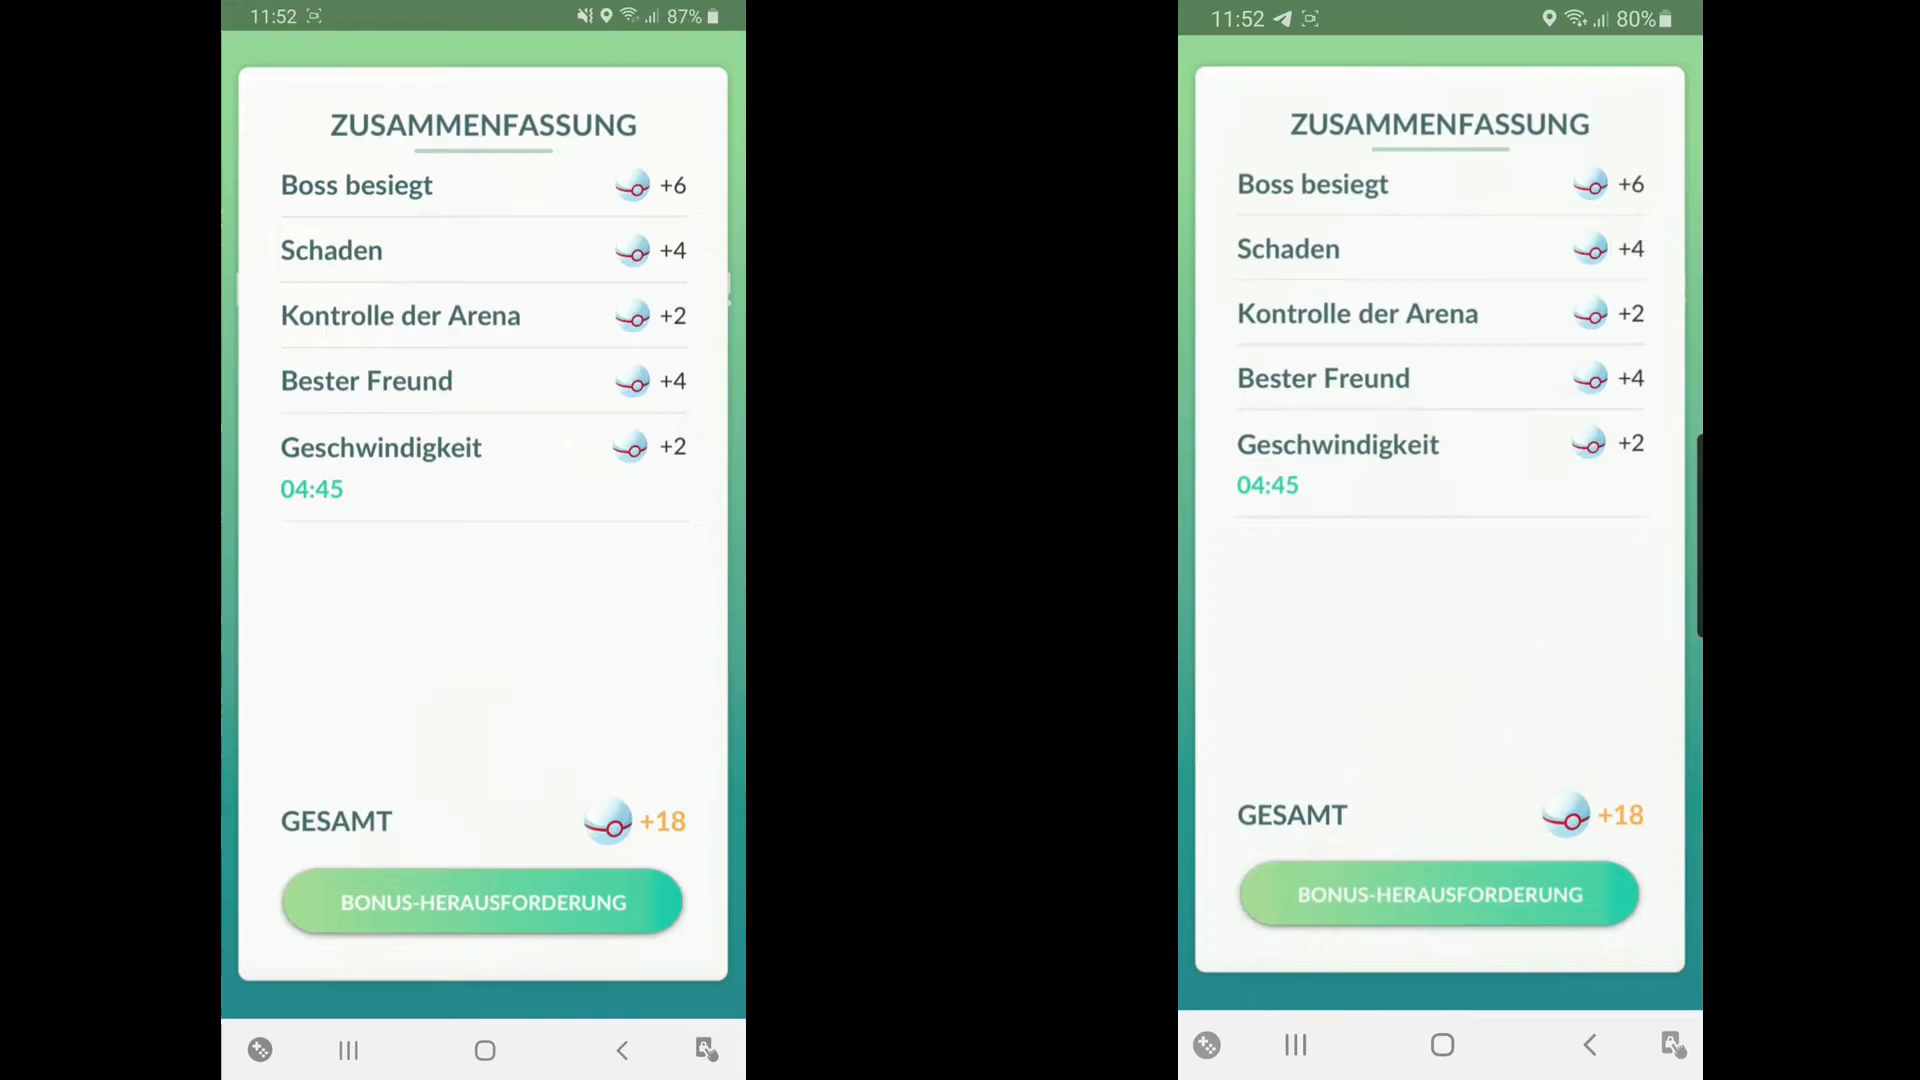 11:52 87%
ZUSAMMENFASSUNG
Boss besiegt +6
Schaden +4
Kontrolle der Arena +2
Bester Freund +4
Geschwindigkeit +2
04:45
GESAMT +18
BONUS-HERAUSFORDERUNG
11:52 80%
ZUSAMMENFASSUNG
Boss besiegt +6
Schaden +4
Kontrolle der Arena +2
Bester Freund +4
Geschwindigkeit +2
04:45
GESAMT +18
BONUS-HERAUSFORDERUNG